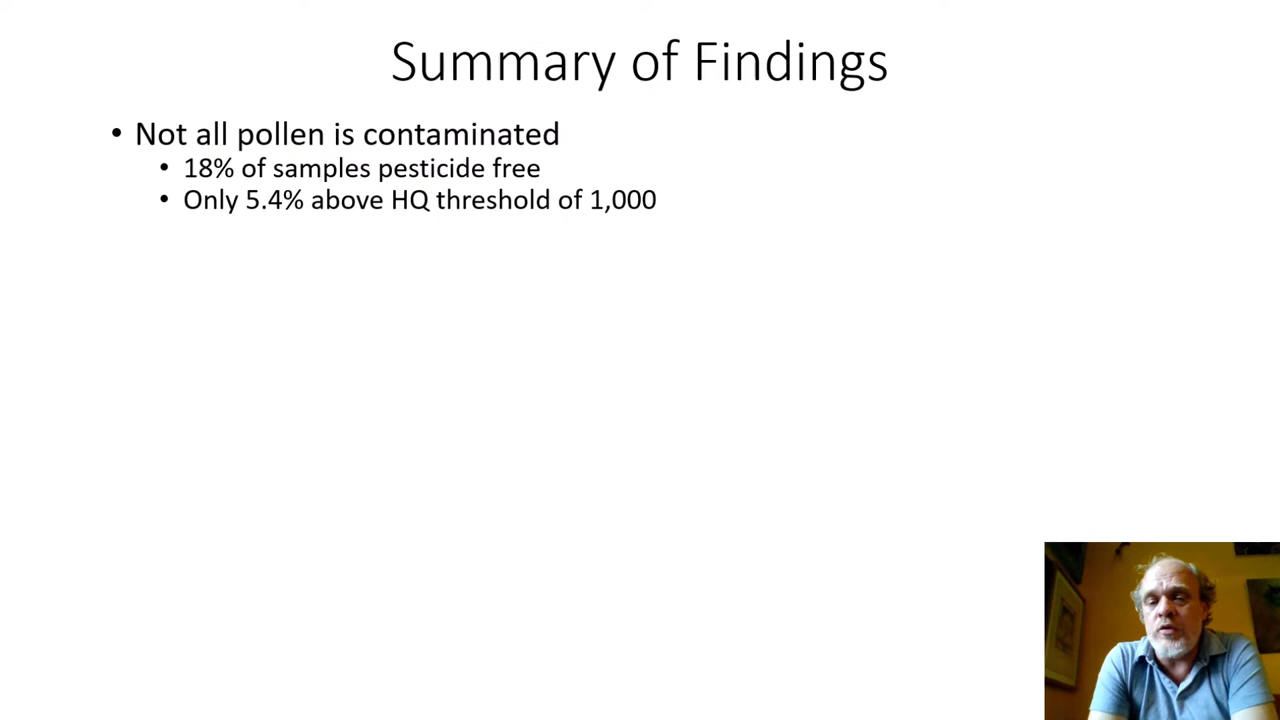 Summary of Findings
• Not all pollen is contaminated
• 18% of samples pesticide free
• Only 5.4% above HQ threshold of 1,000